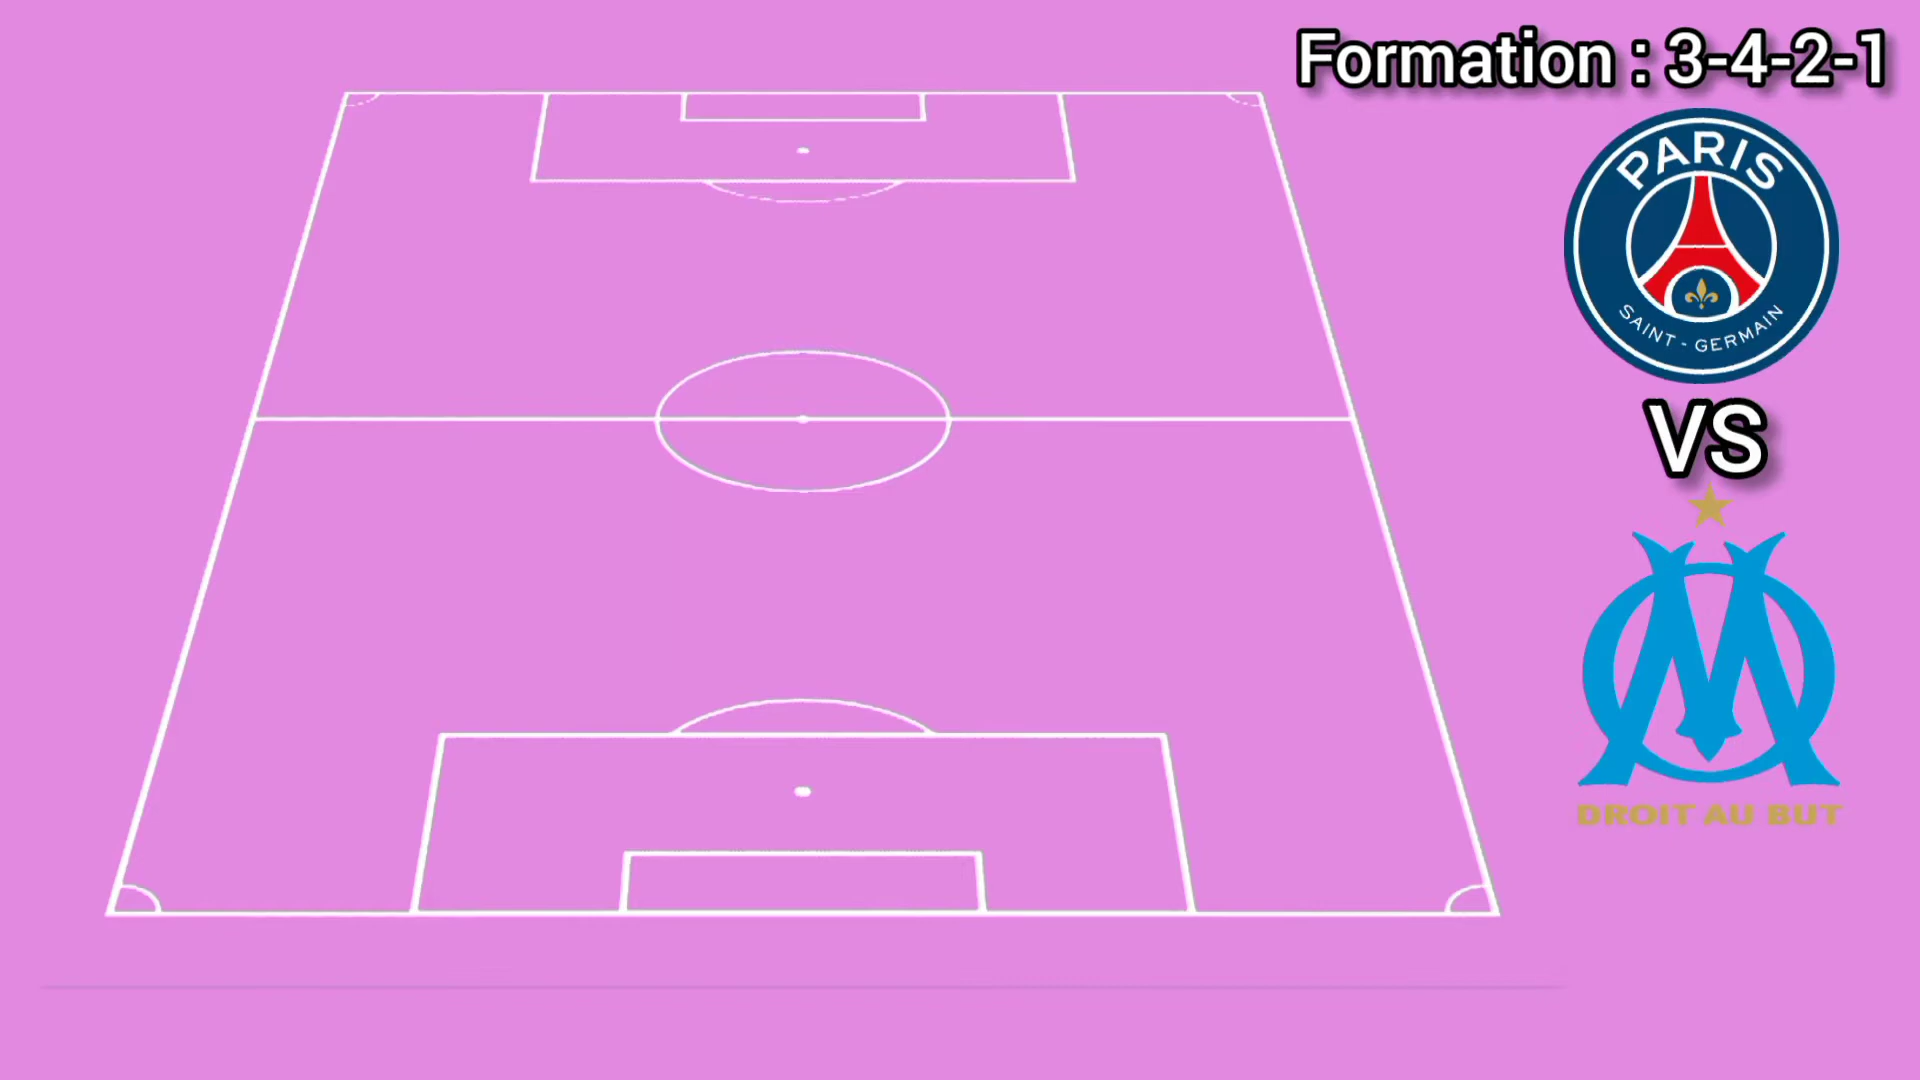 Formation : 3-4-2-1
PARIS
SAINT - GERMAIN
VS
DROIT AU BUT